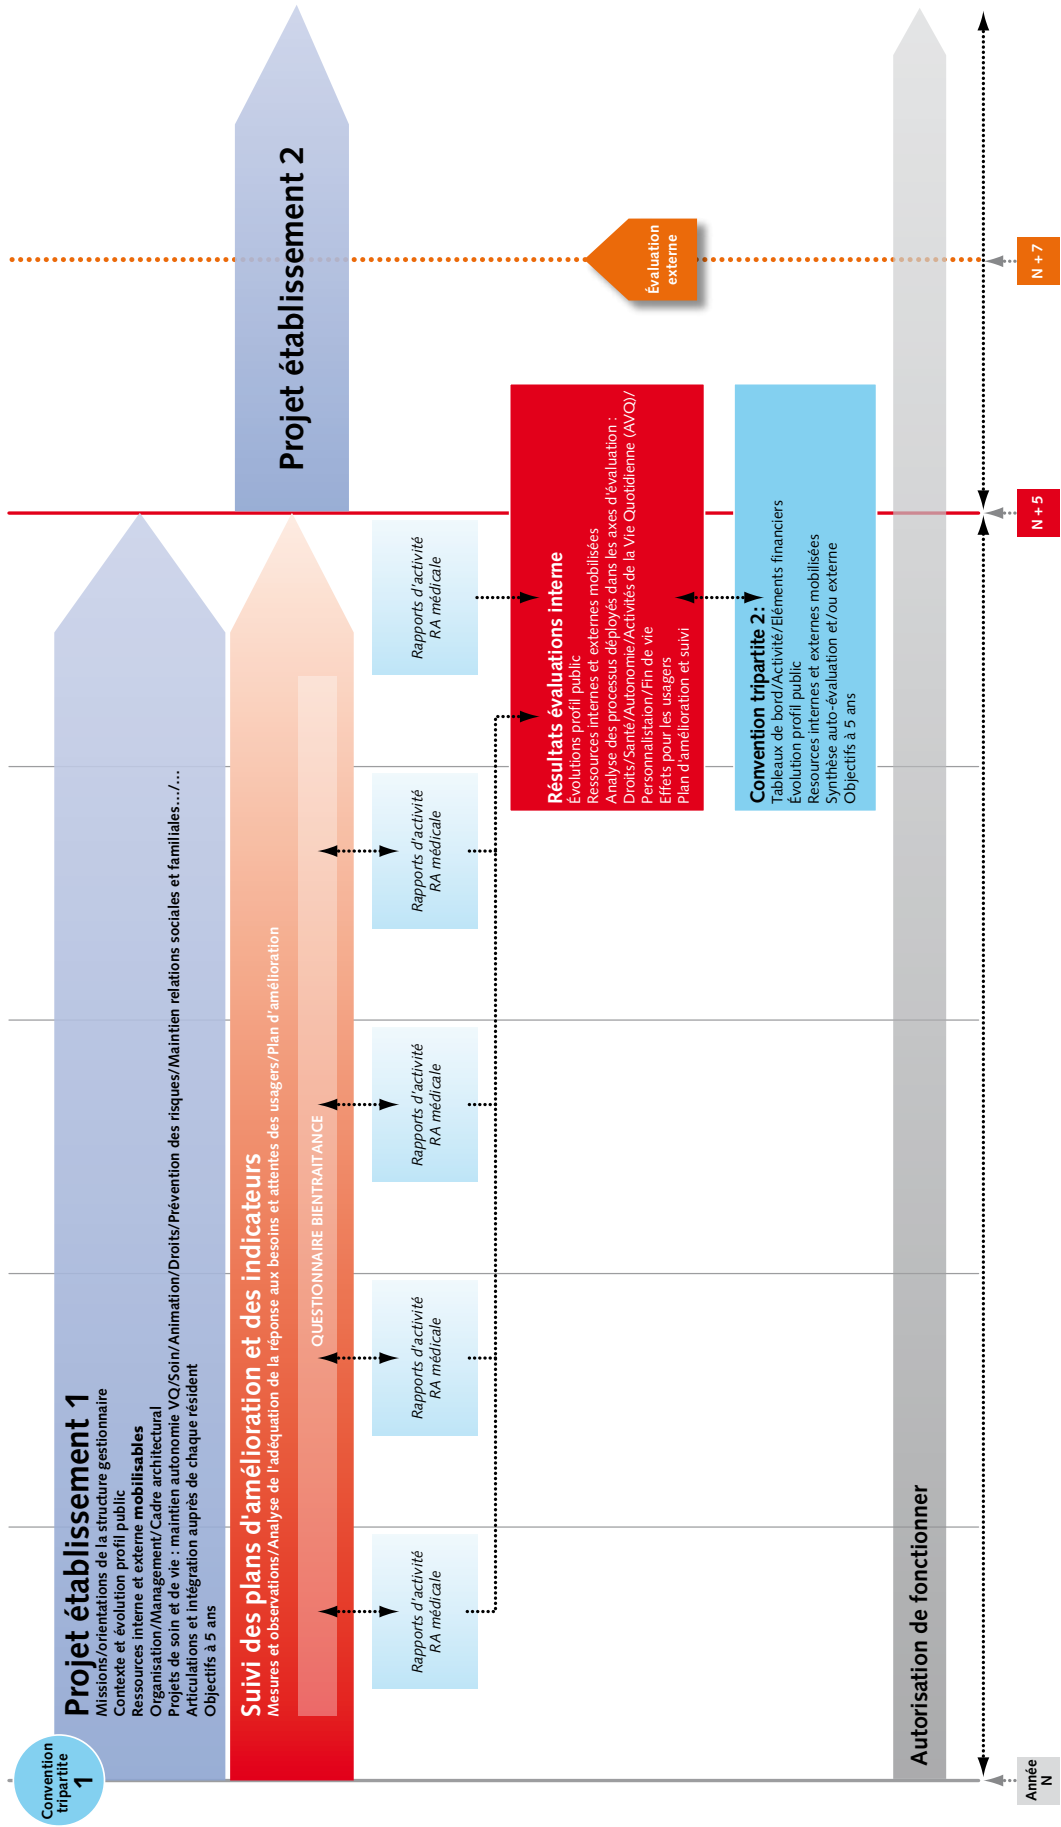 Convention
tripartite
1
Projet établissement 1
Missions/orientations de la structure gestionnaire
Contexte et évolution profil public
Ressources interne et externe mobilisables
Organisation/Management/Cadre architectural
Projets de soin et de vie : maintien autonomie VQ/Soin/Animation/Droits/Prévention des risques/Maintien relations sociales et familiales.../...
Articulations et intégration auprès de chaque résident
Objectifs à 5 ans
Projet établissement 2
Suivi des plans d'amélioration et des indicateurs
Mesures et observations/Analyse de l'adéquation de la réponse aux besoins et attentes des usagers/Plan d'amélioration
QUESTIONNAIRE BIENTRAITANCE
Rapports d'activité
RA médicale
Rapports d'activité
RA médicale
Rapports d'activité
RA médicale
Rapports d'activité
RA médicale
Rapports d'activité
RA médicale
Résultats évaluations interne
Évolutions profil public
Ressources internes et externes mobilisées
Analyse des processus déployés dans les axes d'évaluation :
Droits/Santé/Autonomie/Activités de la Vie Quotidienne (AVQ)/
Personnalistaion/Fin de vie
Effets pour les usagers
Plan d'amélioration et suivi
Évaluation
externe
Convention tripartite 2:
Tableaux de bord/Activité/Eléments financiers
Évolution profil public
Resources internes et externes mobilisées
Synthèse auto-évaluation et/ou externe
Objectifs à 5 ans
Autorisation de fonctionner
Année
N
N + 5
N + 7